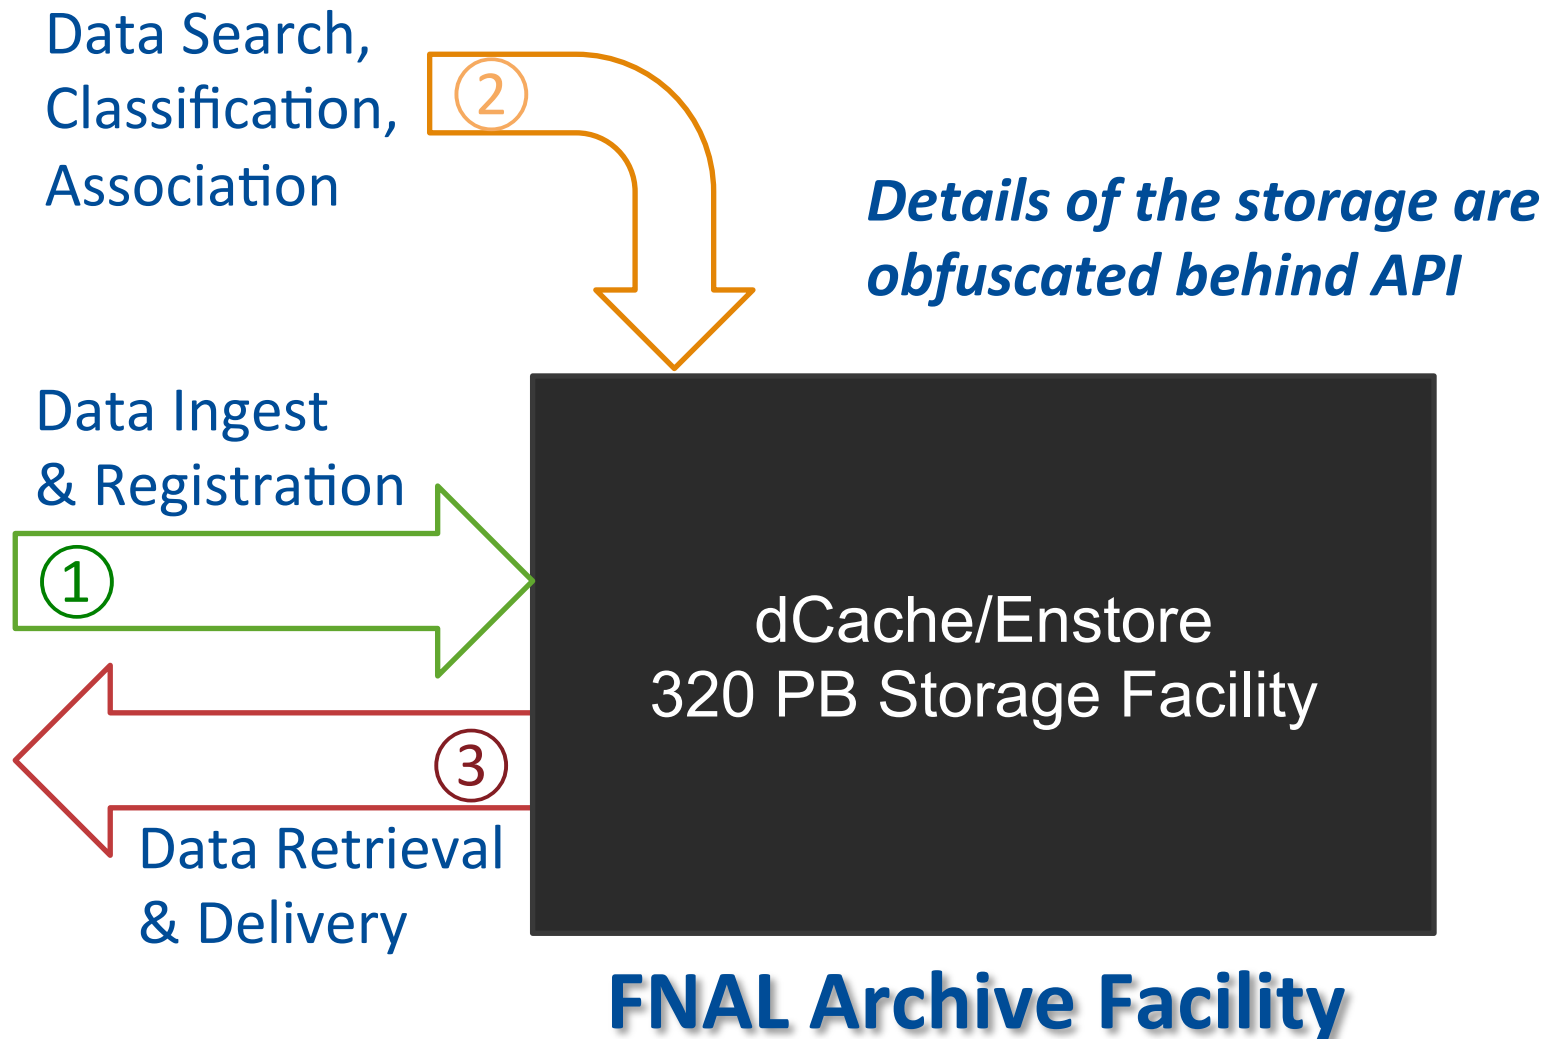 Data Search,
Classification,
Association
②
Details of the storage are
obfuscated behind API
Data Ingest
& Registration
①
dCache/Enstore
320 PB Storage Facility
③
Data Retrieval
& Delivery
FNAL Archive Facility